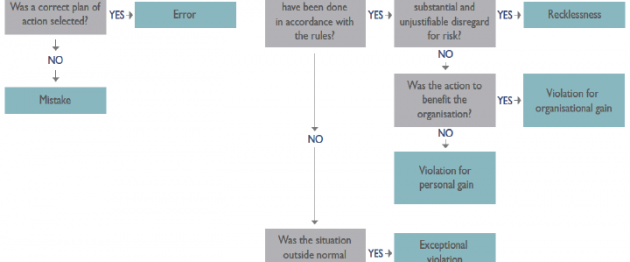 Was a correct plan of
action selected?
YES
Error
NO
Mistake
have been done
in accordance with
the rules?
YES
substantial and
unjustifiable disregard
for risk?
YES
Recklessness
NO
Was the action to
benefit the
organisation?
YES
Violation for
organisational gain
NO
Violation for
personal gain
NO
Was the situation
outside normal
YES
Exceptional
violation